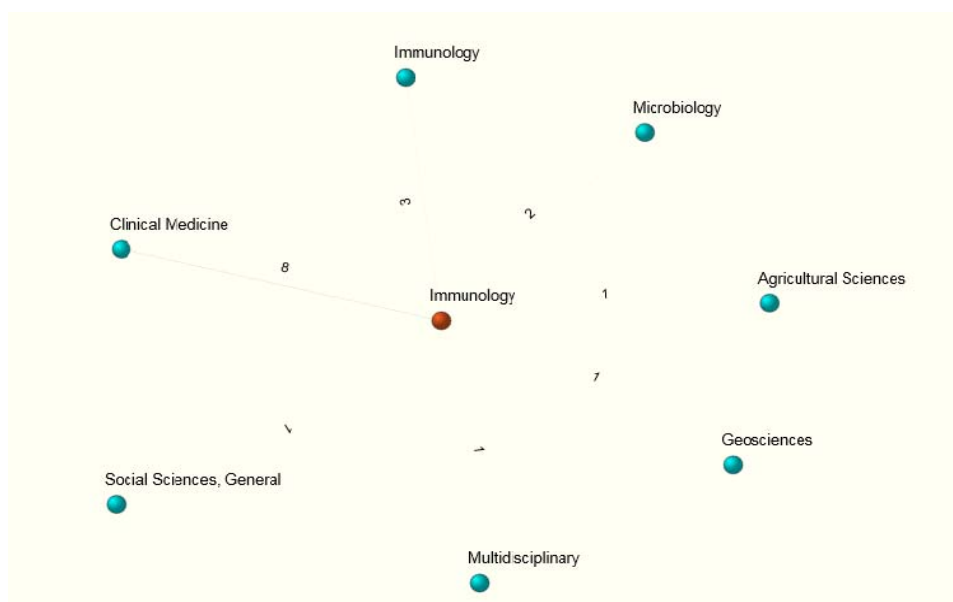 Immunology
Microbiology
3
2
Clinical Medicine
8
Agricultural Sciences
Immunology
1
1
1
1
Geosciences
Social Sciences, General
Multidisciplinary